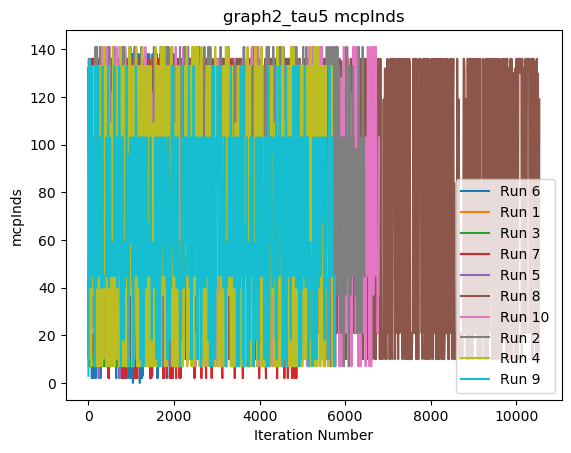 graph2_tau5 mcpInds
mcpInds
140
120
100
80
60
40
20
0
0
2000
4000
6000
8000
10000
Iteration Number
Run 6
Run 1
Run 3
Run 7
Run 5
Run 8
Run 10
Run 2
Run 4
Run 9